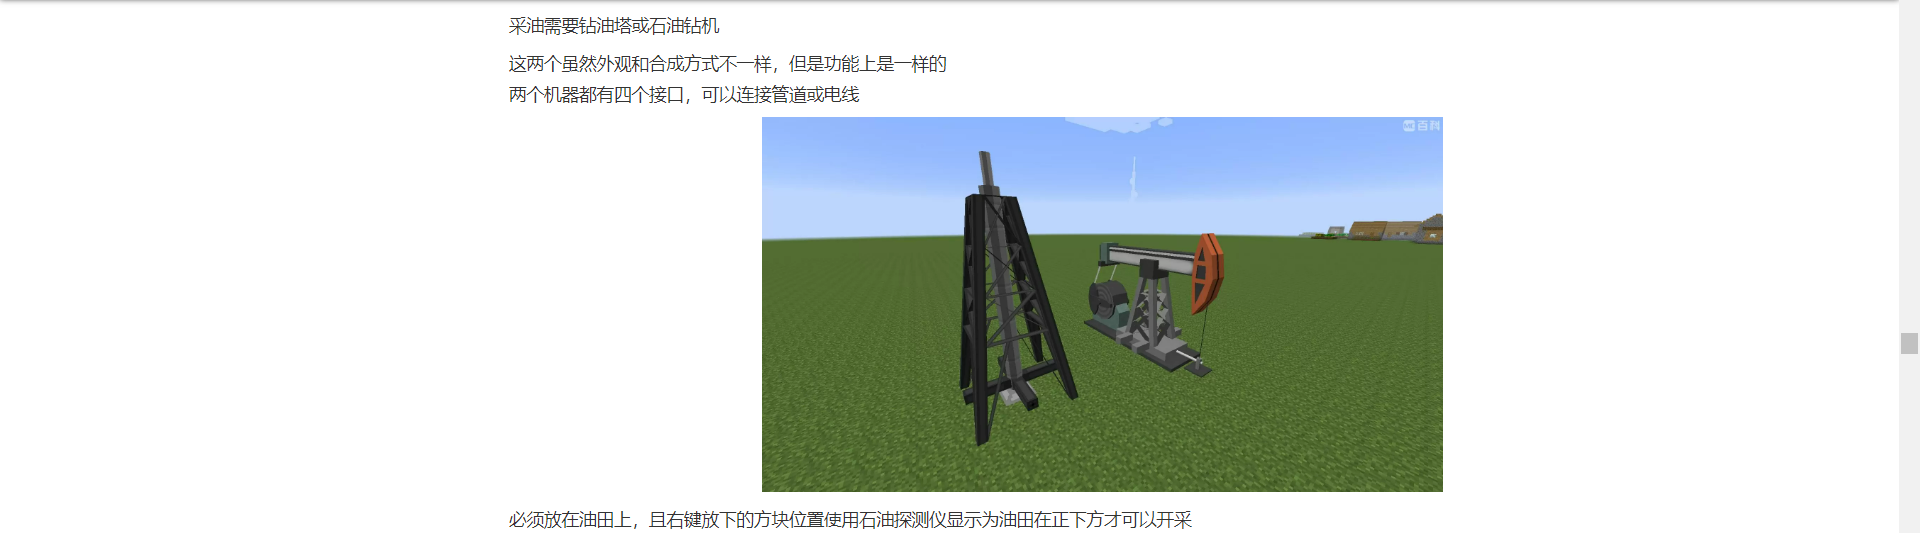 采油需要钻油塔或石油钻机
这两个虽然外观和合成方式不一样，但是功能上是一样的
两个机器都有四个接口，可以连接管道或电线
百科
必须放在油田上，且右键放下的方块位置使用石油探测仪显示为油田在正下方才可以开采